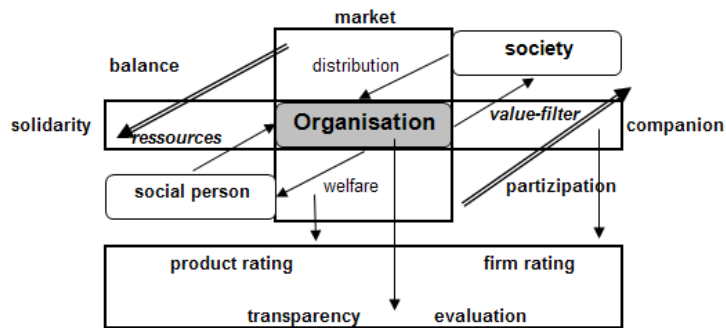 market
society
balance
distribution
solidarity
ressources
Organisation
value-filter
companion
social person
welfare
partizipation
product rating
firm rating
transparency
evaluation